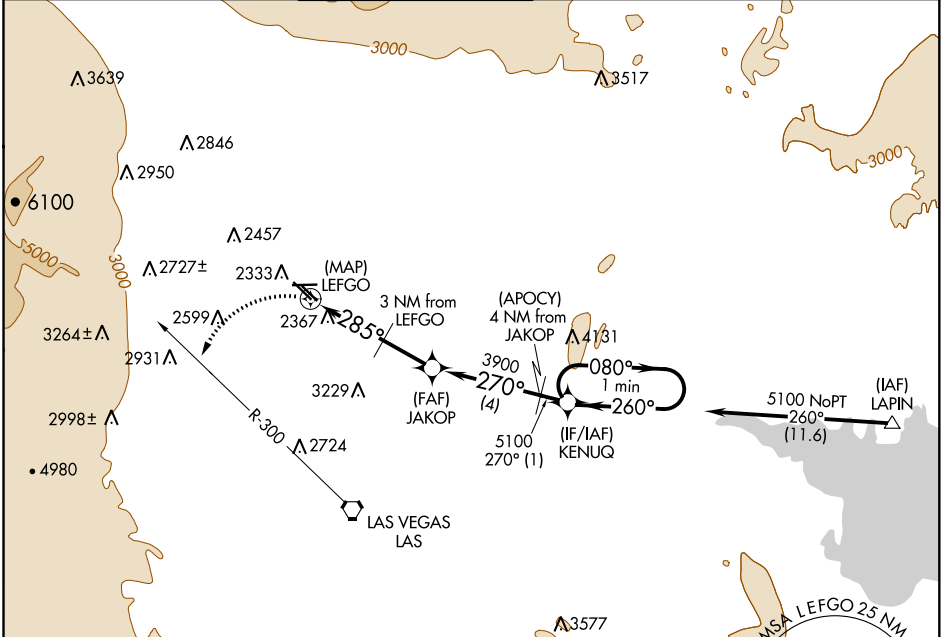 3000
3639
3517
2846
2950
3000
6100
5000
3000
2457
2727±
2333
(MAP)
LEFGO
3 NM from
LEFGO
(APOCY)
4 NM from
JAKOP
2599
2367
285°
3264±
2931
4131
3900
270°
(4)
080°
1 min
260°
(FAF)
JAKOP
3229
5100
270° (1)
(IF/IAF)
KENUQ
5100 NoPT
260°
(11.6)
(IAF)
LAPIN
2998±
R-300
2724
4980
LAS VEGAS
LAS
3577
MSA LEFGO 25 NM